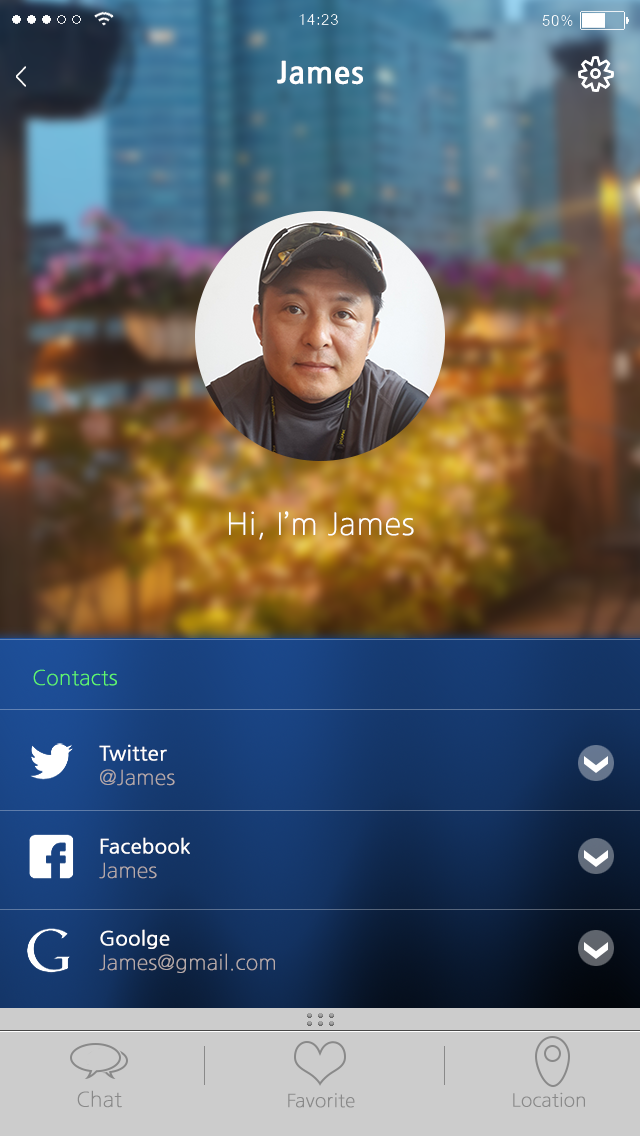 14:23
50%
James
Hi, I'm James
Contacts
Twitter
@James
Facebook
James
Goolge
James@gmail.com
Chat
Favorite
Location